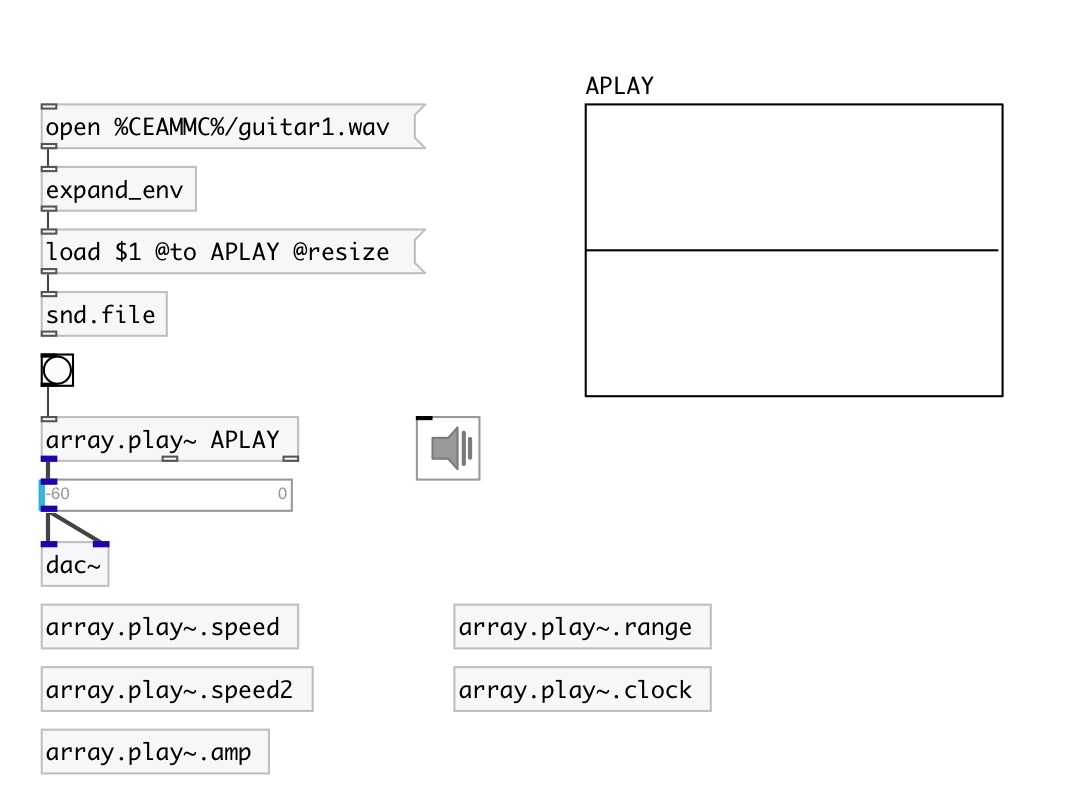 APLAY
open %CEAMMC%/guitar1.wav
expand_env
load $1 @to APLAY @resize
snd.file
array.play~ APLAY
-60 0
dac~
array.play~.speed
array.play~.range
array.play~.speed2
array.play~.clock
array.play~.amp